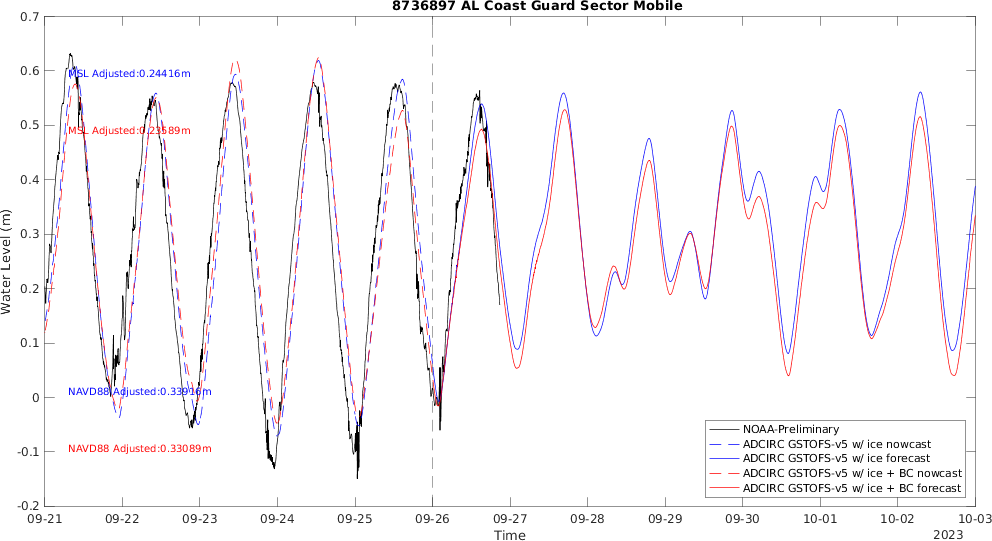 8736897 AL Coast Guard Sector Mobile
0.7
0.6
0.5
0.4
0.3
0.2
0.1
0
-0.1
-0.2
Water Level (m)
MSL Adjusted:0.24416m
MSL Adjusted:0.23589m
NAVD88 Adjusted:0.33916m
NAVD88 Adjusted:0.33089m
NOAA-Preliminary
ADCIRC GSTOFS-v5 w/ ice nowcast
ADCIRC GSTOFS-v5 w/ ice forecast
ADCIRC GSTOFS-v5 w/ ice + BC nowcast
ADCIRC GSTOFS-v5 w/ ice + BC forecast
09-21 09-22 09-23 09-24 09-25 09-26 09-27 09-28 09-29 09-30 10-01 10-02 10-03
Time
2023